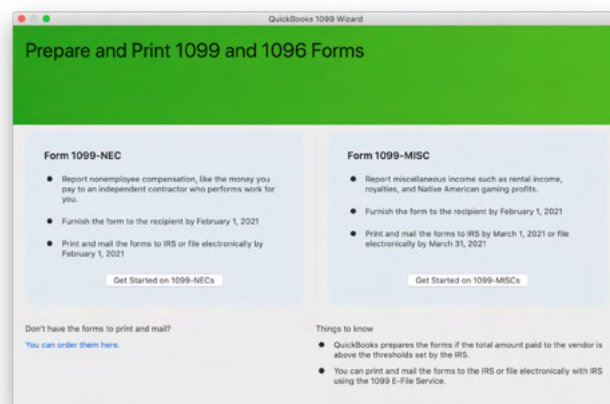 QuickBooks 1099 Wizard
Prepare and Print 1099 and 1096 Forms
Form 1099-NEC
Report nonemployee compensation, like the money you
pay to an independent contractor who performs work for
you.
Furnish the form to the recipient by February 1, 2021
Print and mail the forms to IRS or file electronically by
February 1, 2021
Get Started on 1099-NECs
Form 1099-MISC
Report miscellaneous income such as rental income,
royalties, and Native American gaming profits.
Furnish the form to the recipient by February 1, 2021
Print and mail the forms to IRS by March 1, 2021 or file
electronically by March 31, 2021
Get Started on 1099-MISCs
Don't have the forms to print and mail?
You can order them here.
Things to know
QuickBooks prepares the forms if the total amount paid to the vendor is
above the thresholds set by the IRS.
You can print and mail the forms to the IRS or file electronically with IRS
using the 1099 E-File Service.